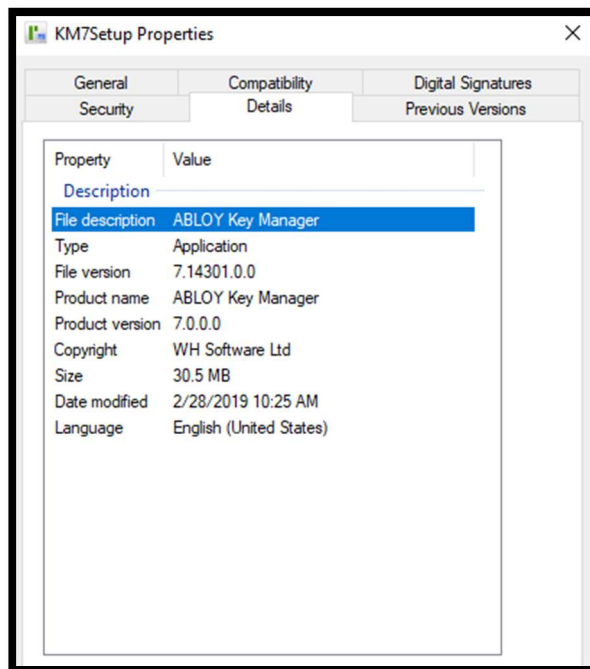 KM7Setup Properties
General Compatibility Digital Signatures
Security Details Previous Versions
Property Value
Description
File description ABLOY Key Manager
Type Application
File version 7.14301.0.0
Product name ABLOY Key Manager
Product version 7.0.0.0
Copyright WH Software Ltd
Size 30.5 MB
Date modified 2/28/2019 10:25 AM
Language English (United States)